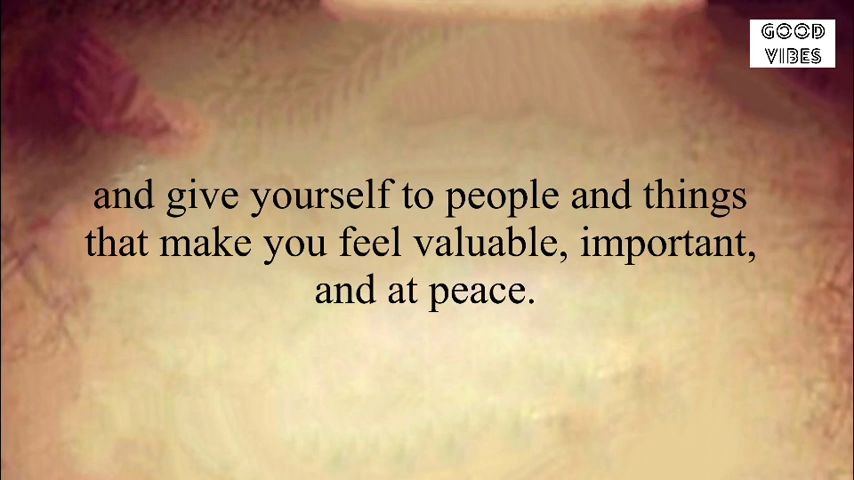 GOOD
VIBES
and give yourself to people and things
that make you feel valuable, important,
and at peace.